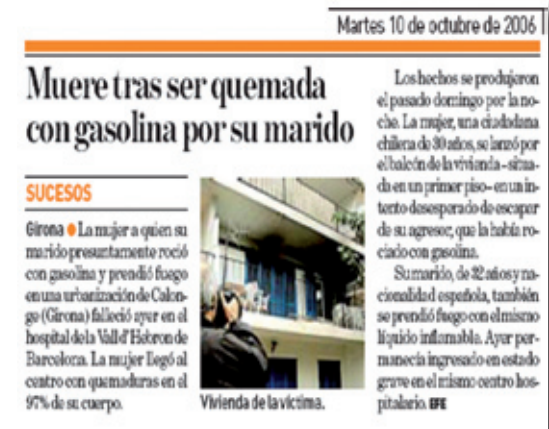 Martes 10 de octubre de 2006
Muere tras ser quemada
con gasolina por su marido
SUCESOS
Girona ● La mujer a quien su
marido presuntamente roció
con gasolina y prendió fuego
en una urbanización de Calon-
ge (Girona) falleció ayer en el
hospital de la Vall d'Hebron de
Barcelona. La mujer llegó al
centro con quemaduras en el
97% de su cuerpo.
Vivienda de la víctima.
Los hechos se produjeron
el pasado domingo por la no-
che. La mujer, una ciudadana
chilena de 30 años, se lanzó por
el balcón de la vivienda –situa-
da en un primer piso– en un in-
tento desesperado de escapar
de su agresor, que la había ro-
ciado con gasolina.
Su marido, de 32 años y na-
cionalidad española, también
se prendió fuego con el mismo
líquido inflamable. Ayer per-
manecía ingresado en estado
grave en el mismo centro hos-
pitalario. EFE